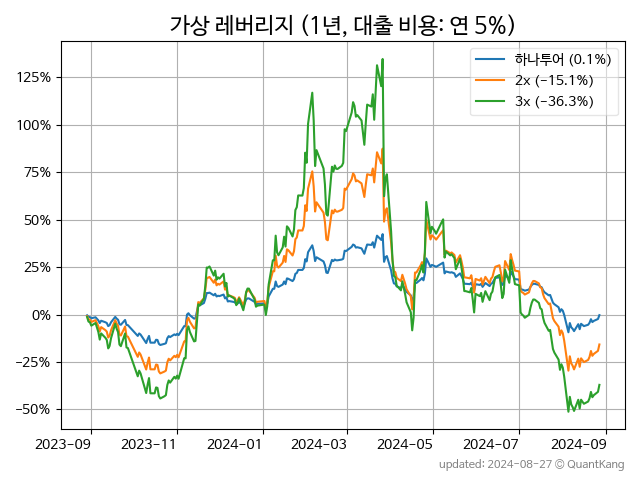 가상 레버리지 (1년, 대출 비용: 연 5%)
하나투어 (0.1%)
2x (−15.1%)
3x (−36.3%)
125%
100%
75%
50%
25%
0%
−25%
−50%
2023-09 2023-11 2024-01 2024-03 2024-05 2024-07 2024-09
updated: 2024-08-27 © QuantKang